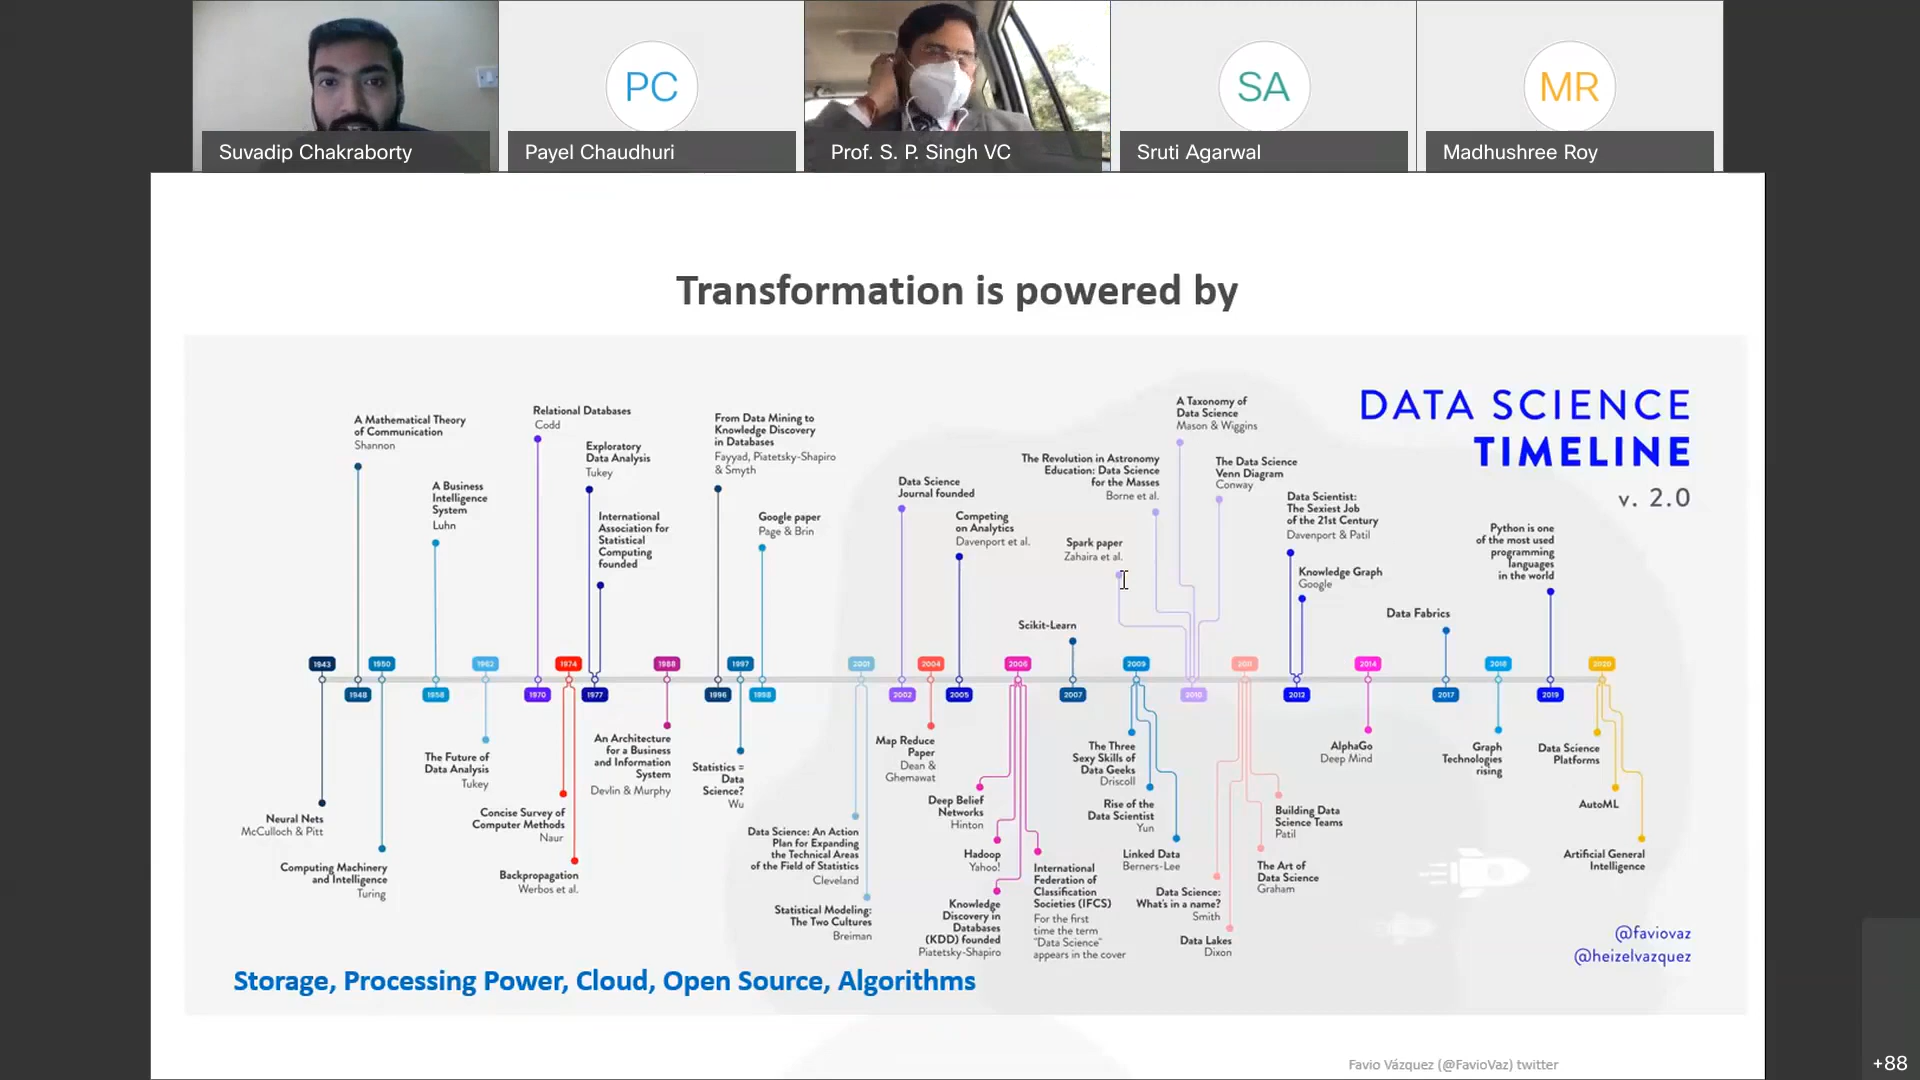 PC
SA
MR
Suvadip Chakraborty
Payel Chaudhuri
Prof. S. P. Singh VC
Sruti Agarwal
Madhushree Roy
Transformation is powered by
DATA SCIENCE
TIMELINE
v. 2.0
A Mathematical Theory
of Communication
Shannon
A Business
Intelligence
System
Luhn
Relational Databases
Codd
Exploratory
Data Analysis
Tukey
International
Association for
Statistical
Computing
founded
From Data Mining to
Knowledge Discovery
in Databases
Fayyad, Piatetsky-Shapiro
& Smyth
Google paper
Page & Brin
Data Science
Journal founded
Competing
on Analytics
Davenport et al.
Scikit-Learn
Spark paper
Zahaira et al.
The Revolution in Astronomy
Education: Data Science
for the Masses
Borne et al.
A Taxonomy of
Data Science
Mason & Wiggins
The Data Science
Venn Diagram
Conway
Data Scientist:
The Sexiest Job
of the 21st Century
Davenport & Patil
Knowledge Graph
Google
Data Fabrics
Python is one
of the most used
programming
languages
in the world
1943
1950
1962
1974
1988
1997
2001
2004
2006
2009
2011
2014
2018
2020
1948
1958
1970
1977
1996
1998
2002
2005
2007
2010
2012
2017
2019
Neural Nets
McCulloch & Pitt
Computing Machinery
and Intelligence
Turing
The Future of
Data Analysis
Tukey
Concise Survey of
Computer Methods
Naur
Backpropagation
Werbos et al.
An Architecture
for a Business
and Information
System
Devlin & Murphy
Statistics =
Data
Science?
Wu
Data Science: An Action
Plan for Expanding
the Technical Areas
of the Field of Statistics
Cleveland
Statistical Modeling:
The Two Cultures
Breiman
Map Reduce
Paper
Dean &
Ghemawat
Deep Belief
Networks
Hinton
Hadoop
Yahoo!
Knowledge
Discovery in
Databases
(KDD) founded
Piatetsky-Shapiro
International
Federation of
Classification
Societies (IFCS)
For the first
time the term
"Data Science"
appears in the cover
The Three
Sexy Skills of
Data Geeks
Driscoll
Rise of the
Data Scientist
Yun
Linked Data
Berners-Lee
Data Science:
What's in a name?
Smith
Data Lakes
Dixon
Building Data
Science Teams
Patil
The Art of
Data Science
Graham
AlphaGo
Deep Mind
Graph
Technologies
rising
Data Science
Platforms
AutoML
Artificial General
Intelligence
@faviovaz
@heizelvazquez
Storage, Processing Power, Cloud, Open Source, Algorithms
Favio Vázquez (@FavioVaz) twitter
+88